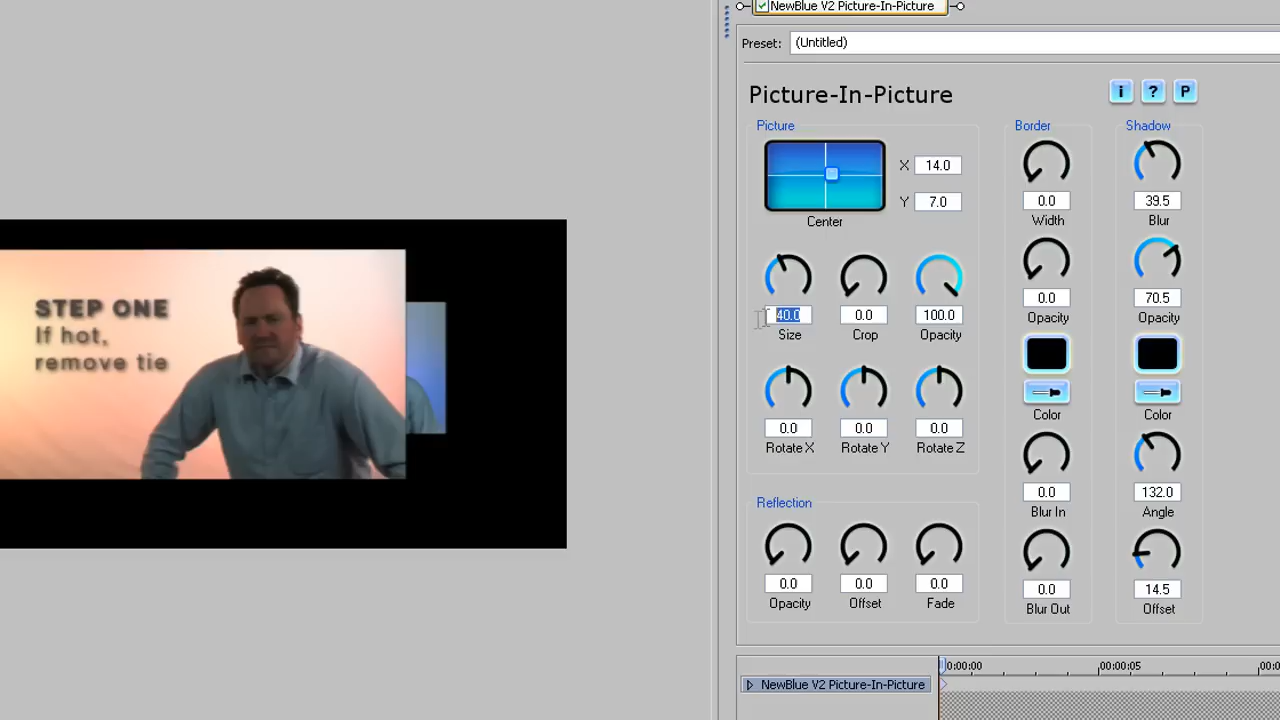 NewBlue V2 Picture-In-Picture
Preset: (Untitled)
Picture-In-Picture
i ? P
Picture
X 14.0
Y 7.0
Center
40.0 0.0 100.0
Size Crop Opacity
0.0 0.0 0.0
Rotate X Rotate Y Rotate Z
Reflection
0.0 0.0 0.0
Opacity Offset Fade
Border
0.0
Width
0.0
Opacity
Color
0.0
Blur In
0.0
Blur Out
Shadow
39.5
Blur
70.5
Opacity
Color
132.0
Angle
14.5
Offset
STEP ONE
If hot,
remove tie
0:00:00 00:00:05 00:0
NewBlue V2 Picture-In-Picture